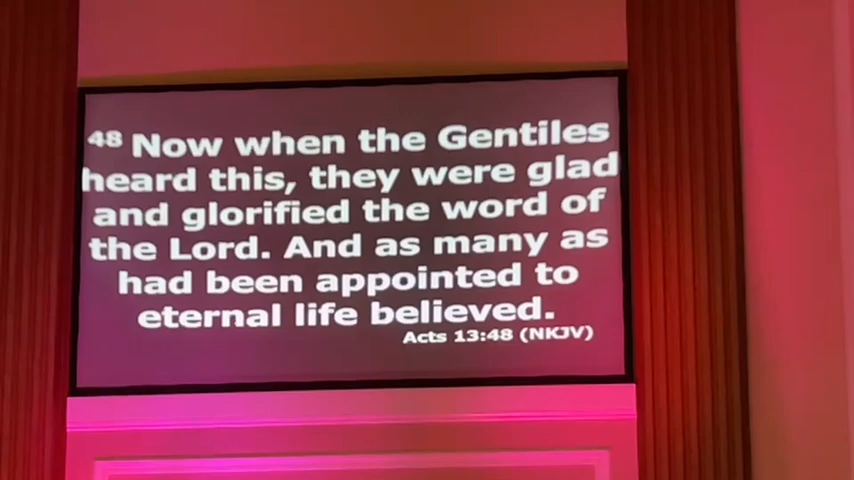 48 Now when the Gentiles
heard this, they were glad
and glorified the word of
the Lord. And as many as
had been appointed to
eternal life believed.
Acts 13:48 (NKJV)